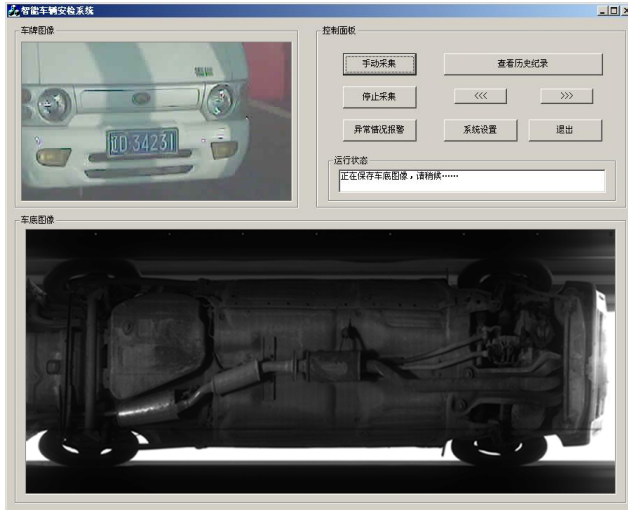 智能车辆安检系统
车牌图像
辽D·34231
控制面板
手动采集
查看历史纪录
停止采集
<<<
>>>
异常情况报警
系统设置
退出
运行状态
正在保存车底图像，请稍候……
车底图像